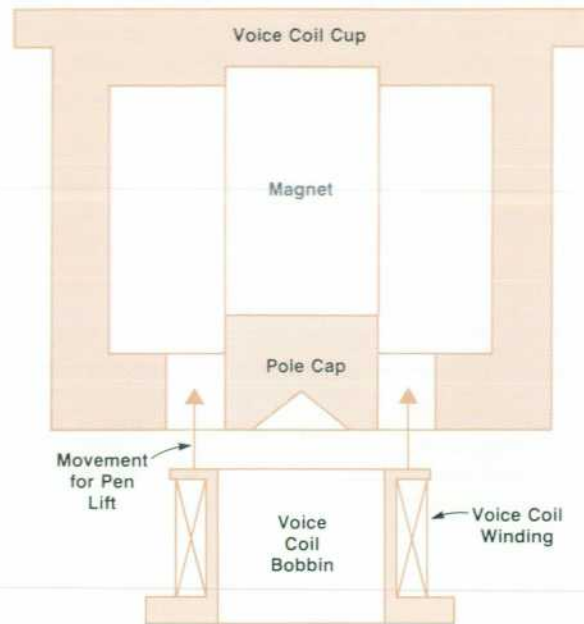 Voice Coil Cup
Magnet
Pole Cap
Movement
for Pen
Lift
Voice
Coil
Bobbin
Voice Coil
Winding